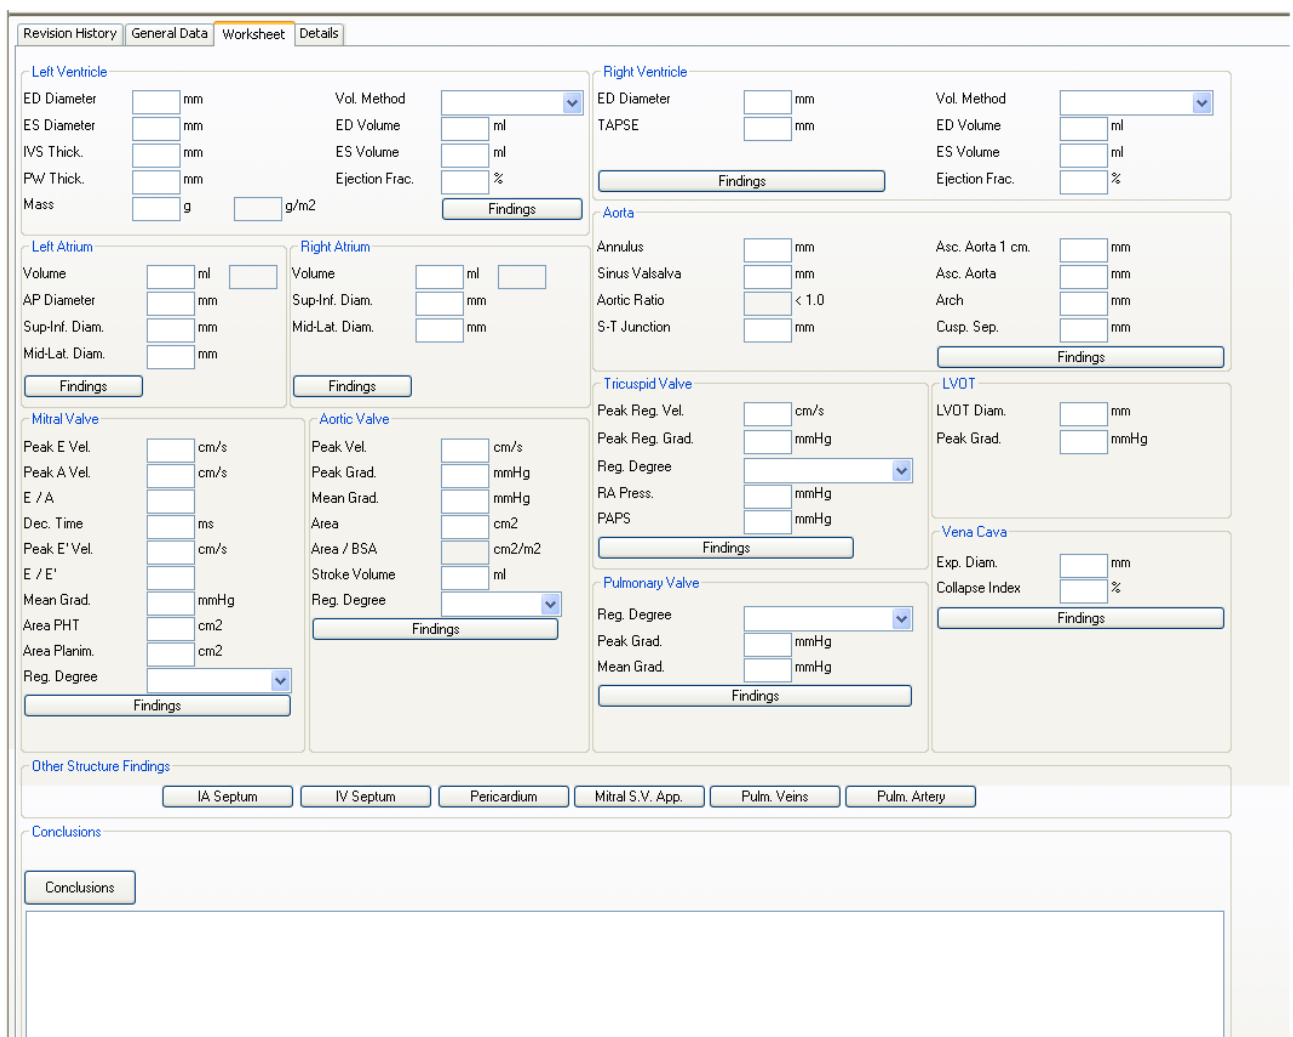 Revision History General Data Worksheet Details
Left Ventricle
ED Diameter mm Vol. Method
ES Diameter mm ED Volume ml
IVS Thick. mm ES Volume ml
PW Thick. mm Ejection Frac. %
Mass g g/m2 Findings
Right Ventricle
ED Diameter mm Vol. Method
TAPSE mm ED Volume ml
ES Volume ml
Findings Ejection Frac. %
Left Atrium
Volume ml
AP Diameter mm
Sup-Inf. Diam. mm
Mid-Lat. Diam. mm
Findings
Right Atrium
Volume ml
Sup-Inf. Diam. mm
Mid-Lat. Diam. mm
Findings
Aorta
Annulus mm Asc. Aorta 1 cm. mm
Sinus Valsalva mm Asc. Aorta mm
Aortic Ratio < 1.0 Arch mm
S-T Junction mm Cusp. Sep. mm
Findings
Mitral Valve
Peak E Vel. cm/s
Peak A Vel. cm/s
E / A
Dec. Time ms
Peak E' Vel. cm/s
E / E'
Mean Grad. mmHg
Area PHT cm2
Area Planim. cm2
Reg. Degree
Findings
Aortic Valve
Peak Vel. cm/s
Peak Grad. mmHg
Mean Grad. mmHg
Area cm2
Area / BSA cm2/m2
Stroke Volume ml
Reg. Degree
Findings
Tricuspid Valve
Peak Reg. Vel. cm/s
Peak Reg. Grad. mmHg
Reg. Degree
RA Press. mmHg
PAPS mmHg
Findings
LVOT
LVOT Diam. mm
Peak Grad. mmHg
Pulmonary Valve
Reg. Degree
Peak Grad. mmHg
Mean Grad. mmHg
Findings
Vena Cava
Exp. Diam. mm
Collapse Index %
Findings
Other Structure Findings
IA Septum IV Septum Pericardium Mitral S.V. App. Pulm. Veins Pulm. Artery
Conclusions
Conclusions